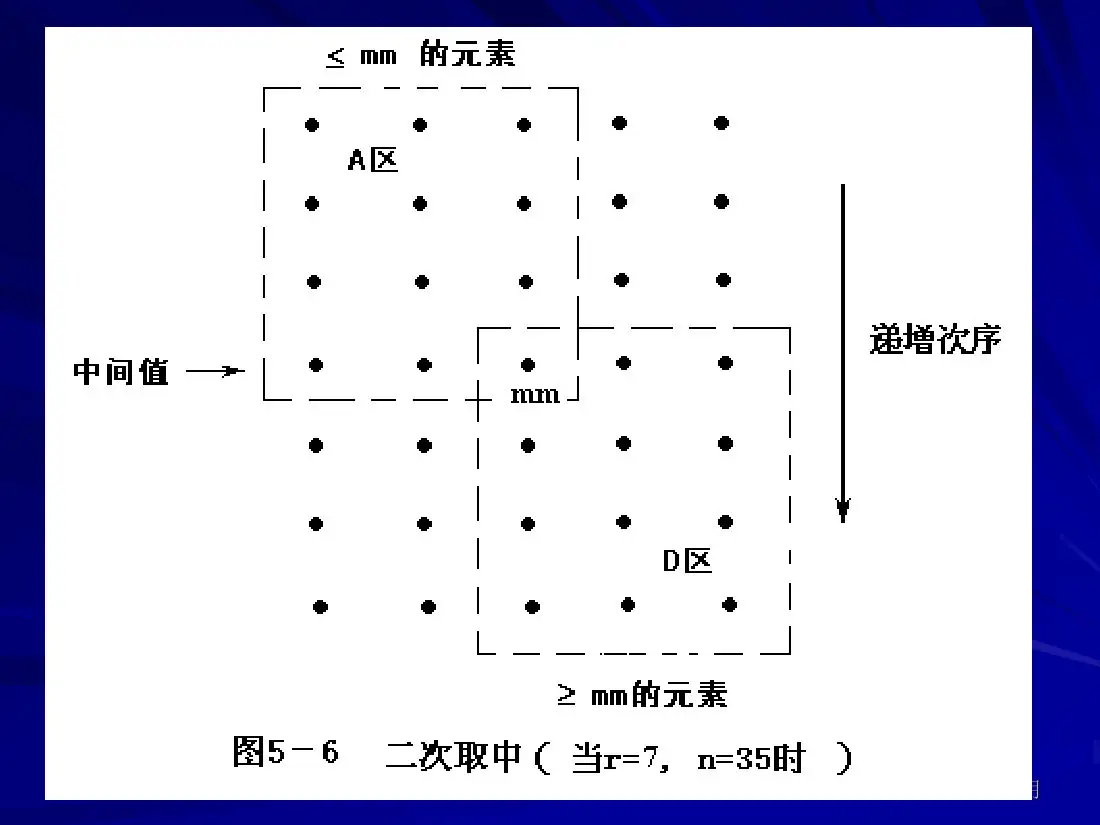 ≤ mm 的元素
A区
递增次序
中间值
mm
D区
≥ mm的元素
图5-6 二次取中( 当r=7, n=35时 )